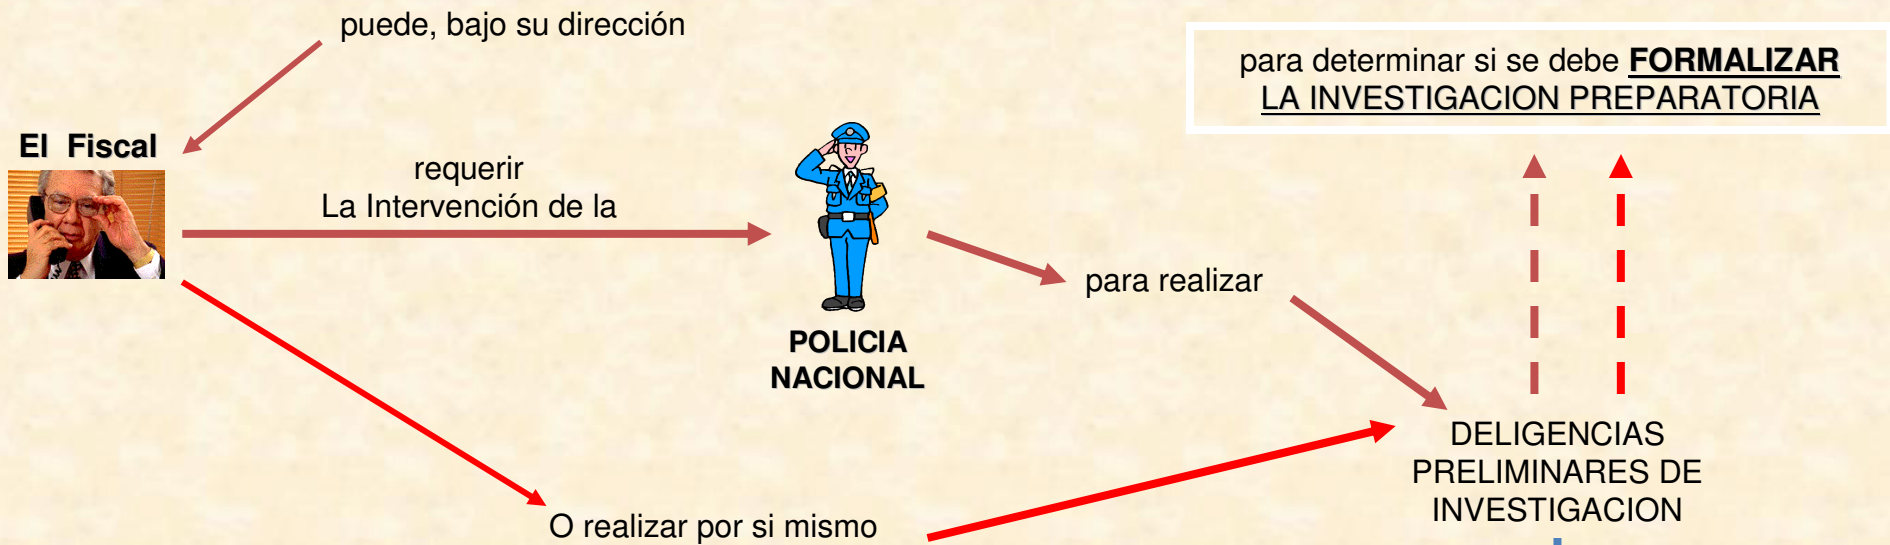 puede, bajo su dirección
El Fiscal
requerir
La Intervención de la
POLICIA
NACIONAL
para realizar
O realizar por si mismo
DELIGENCIAS
PRELIMINARES DE
INVESTIGACION
para determinar si se debe FORMALIZAR
LA INVESTIGACION PREPARATORIA